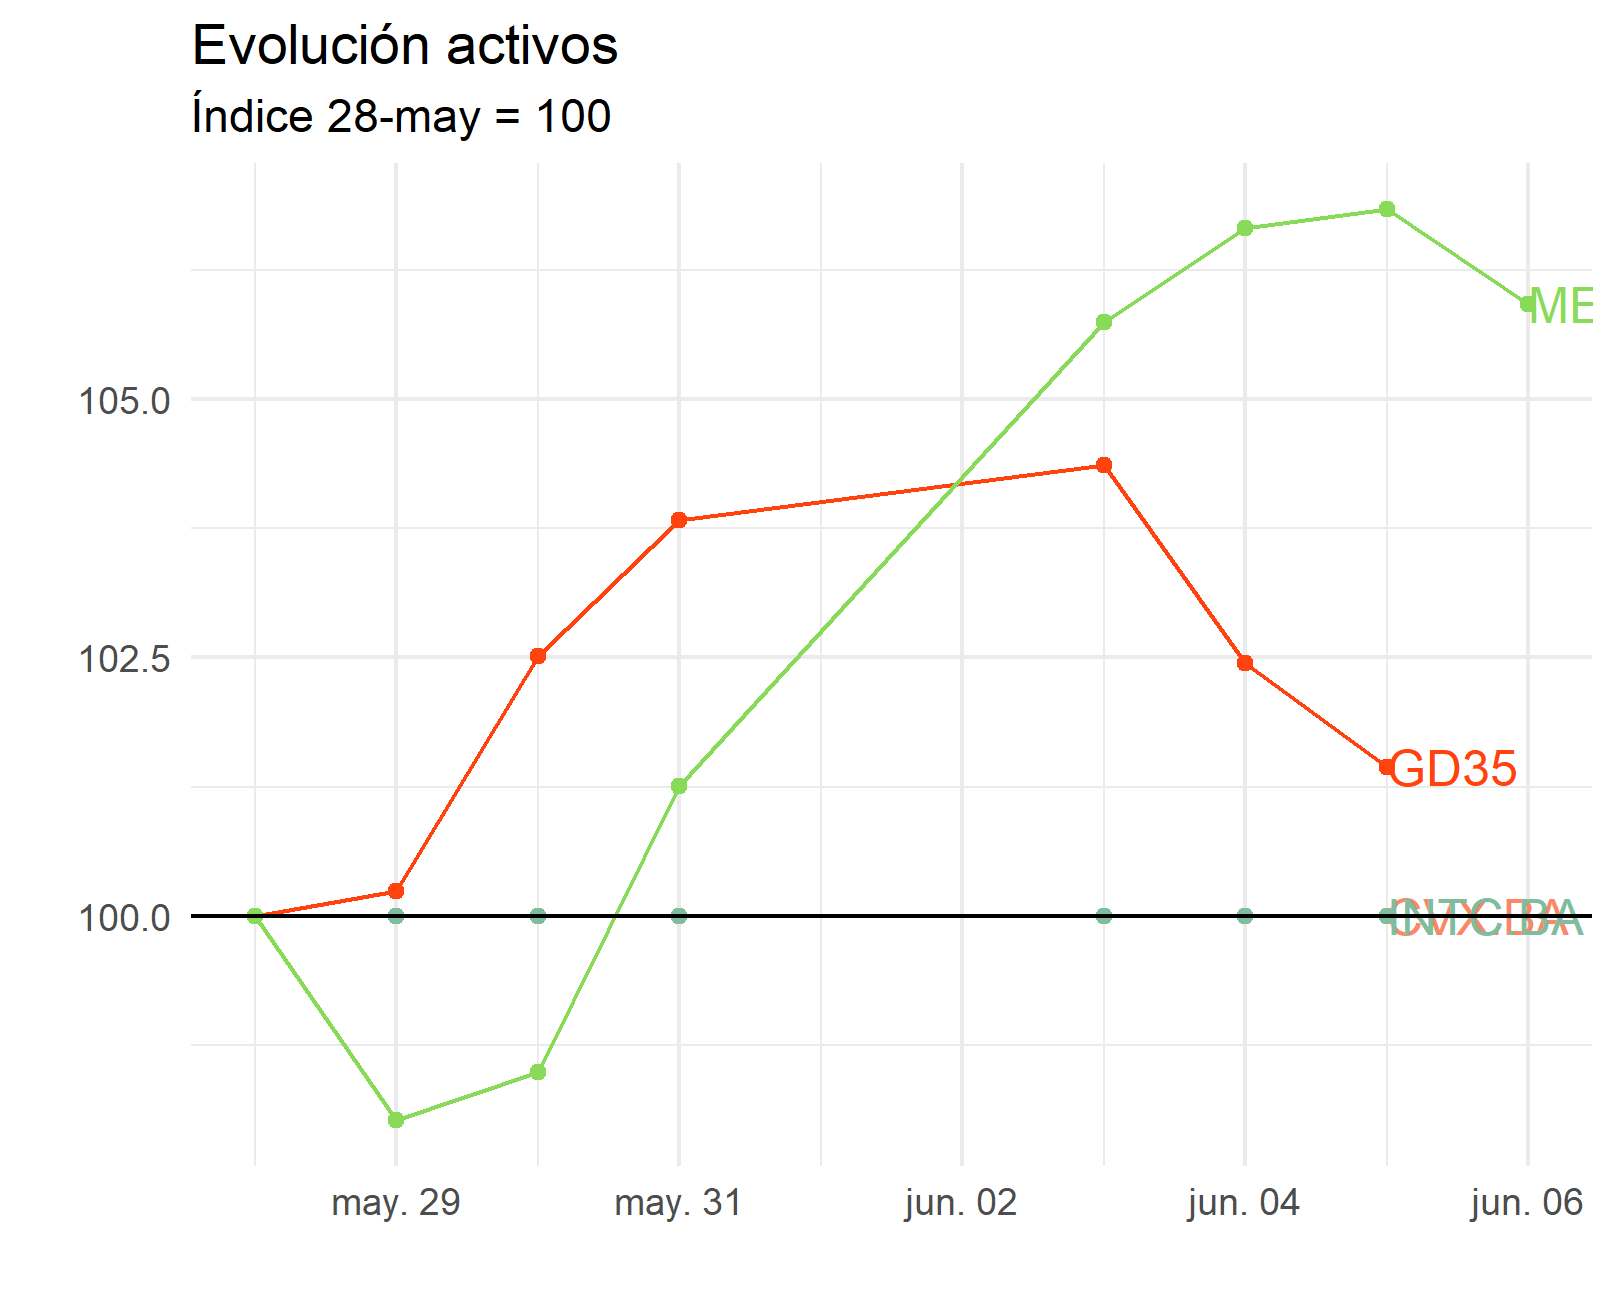 Evolución activos
Índice 28-may = 100
ME
105.0
102.5
GD35
100.0
may. 29
may. 31
jun. 02
jun. 04
jun. 06